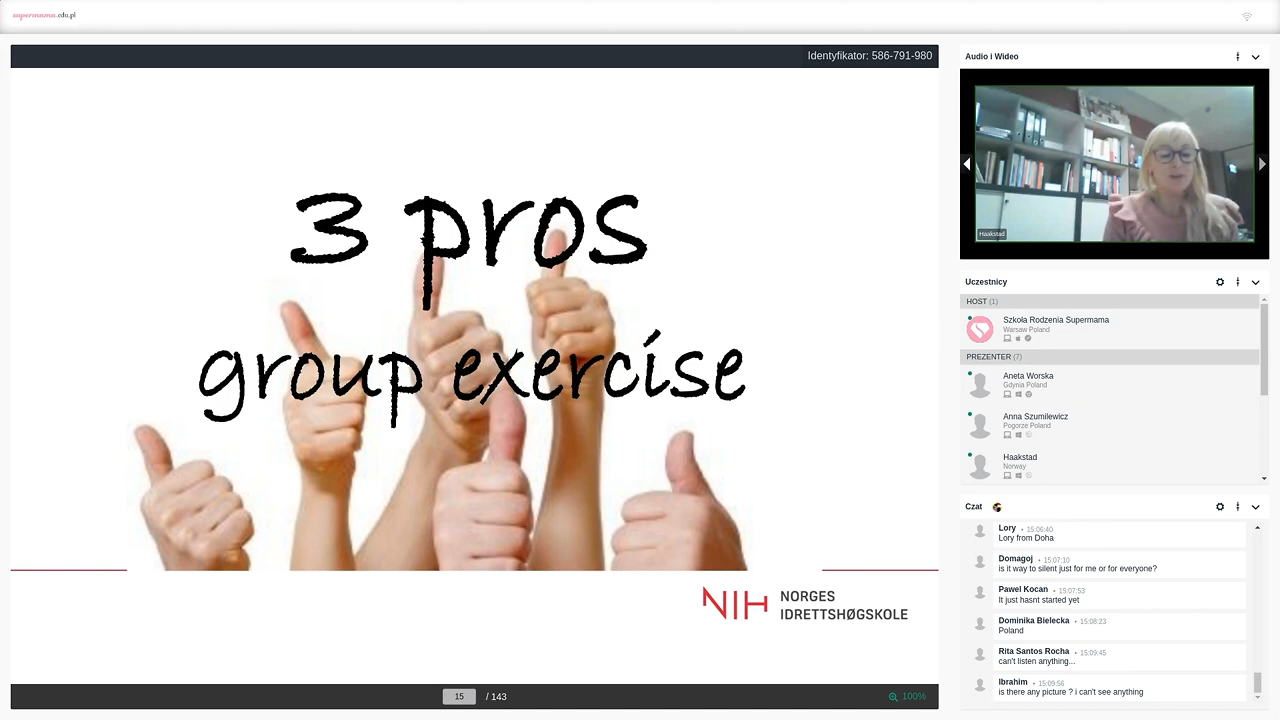 supermama.edu.pl
Identyfikator: 586-791-980
3 pros
group exercise
NIH NORGES
IDRETTSHØGSKOLE
15 / 143
100%
Audio i Wideo
Haakstad
Uczestnicy
HOST (1)
Szkoła Rodzenia Supermama
Warsaw Poland
PREZENTER (7)
Aneta Worska
Gdynia Poland
Anna Szumilewicz
Pogorze Poland
Haakstad
Norway
Czat
Lory • 15:06:40
Lory from Doha
Domagoj • 15:07:10
is it way to silent just for me or for everyone?
Pawel Kocan • 15:07:53
It just hasnt started yet
Dominika Bielecka • 15:08:23
Poland
Rita Santos Rocha • 15:09:45
can't listen anything...
Ibrahim • 15:09:56
is there any picture ? i can't see anything